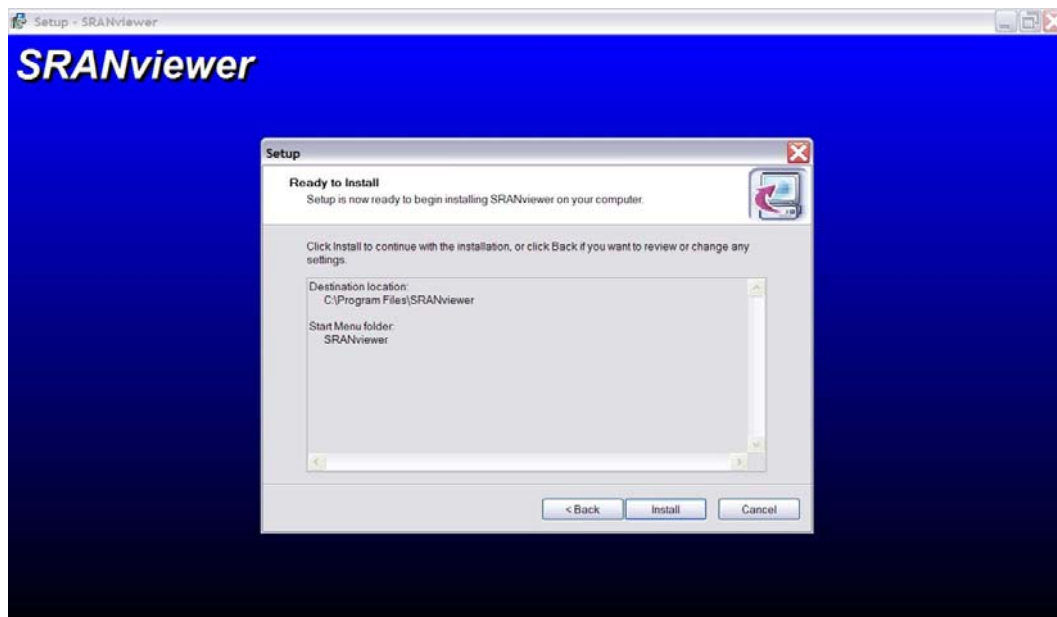 Setup - SRANviewer
SRANviewer
Setup
Ready to Install
Setup is now ready to begin installing SRANviewer on your computer.
Click Install to continue with the installation, or click Back if you want to review or change any
settings.
Destination location:
C:\Program Files\SRANviewer
Start Menu folder:
SRANviewer
< Back Install Cancel